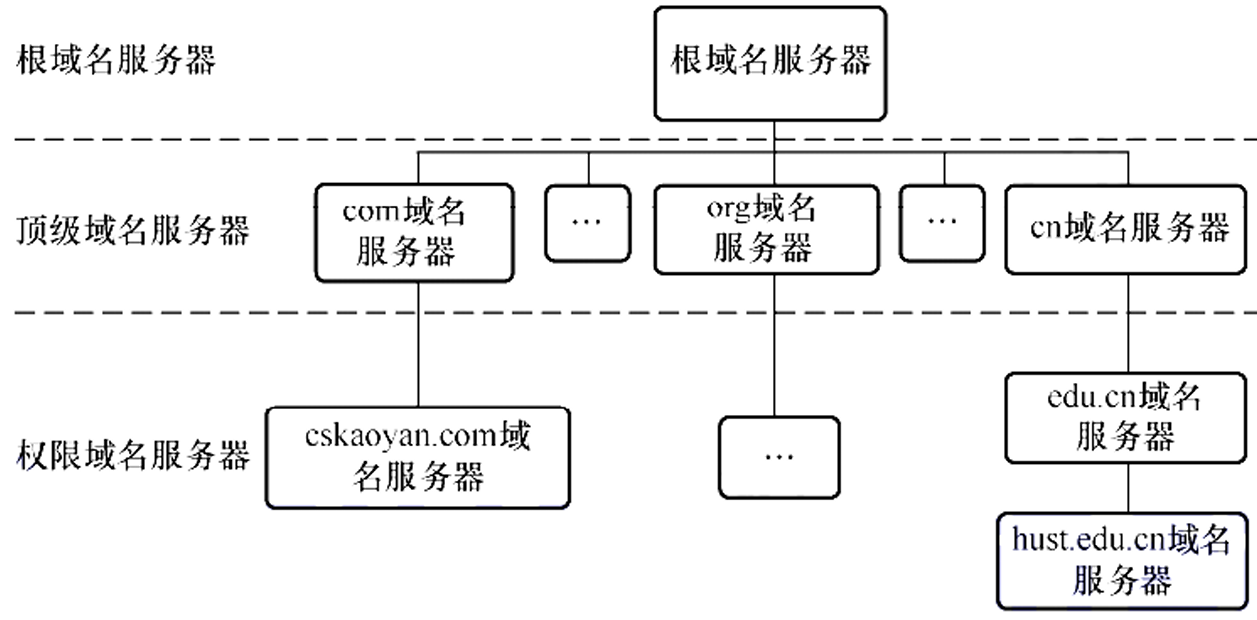 根域名服务器
根域名服务器
顶级域名服务器
com域名
服务器
…
org域名
服务器
…
cn域名服务器
权限域名服务器
cskaoyan.com域
名服务器
…
edu.cn域名
服务器
hust.edu.cn域名
服务器